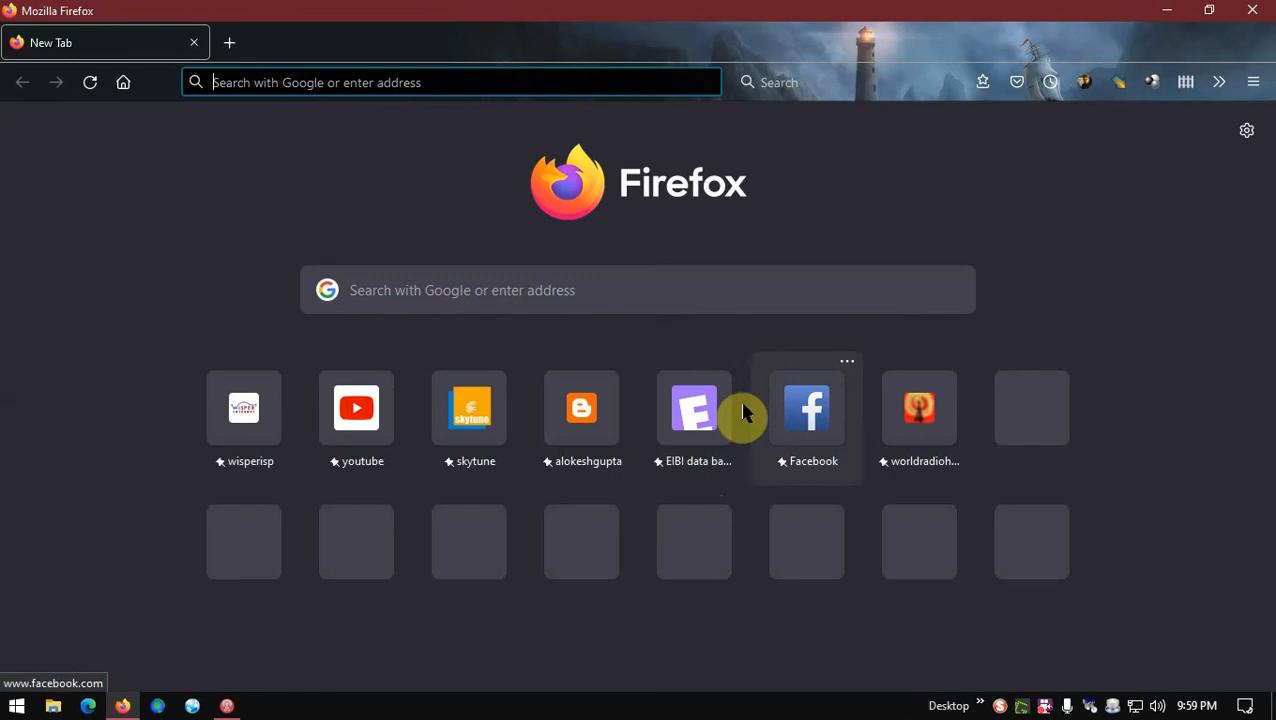 Mozilla Firefox
New Tab
Search with Google or enter address
Search
Firefox
Search with Google or enter address
wisperisp
youtube
skytune
alokeshgupta
EIBI data ba...
Facebook
worldradioh...
www.facebook.com
Desktop
9:59 PM